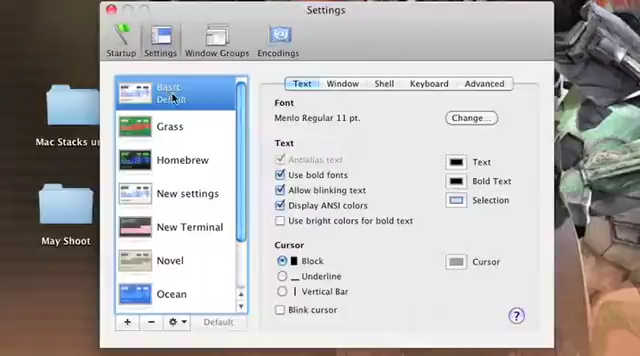 Settings
Startup
Settings
Window Groups
Encodings
Basic
Default
Grass
Homebrew
New settings
New Terminal
Novel
Ocean
+
−
Default
Text
Window
Shell
Keyboard
Advanced
Font
Menlo Regular 11 pt.
Change...
Text
Antialias text
Use bold fonts
Allow blinking text
Display ANSI colors
Use bright colors for bold text
Text
Bold Text
Selection
Cursor
Block
Underline
Vertical Bar
Blink cursor
Cursor
?
Mac Stacks
May Shoot